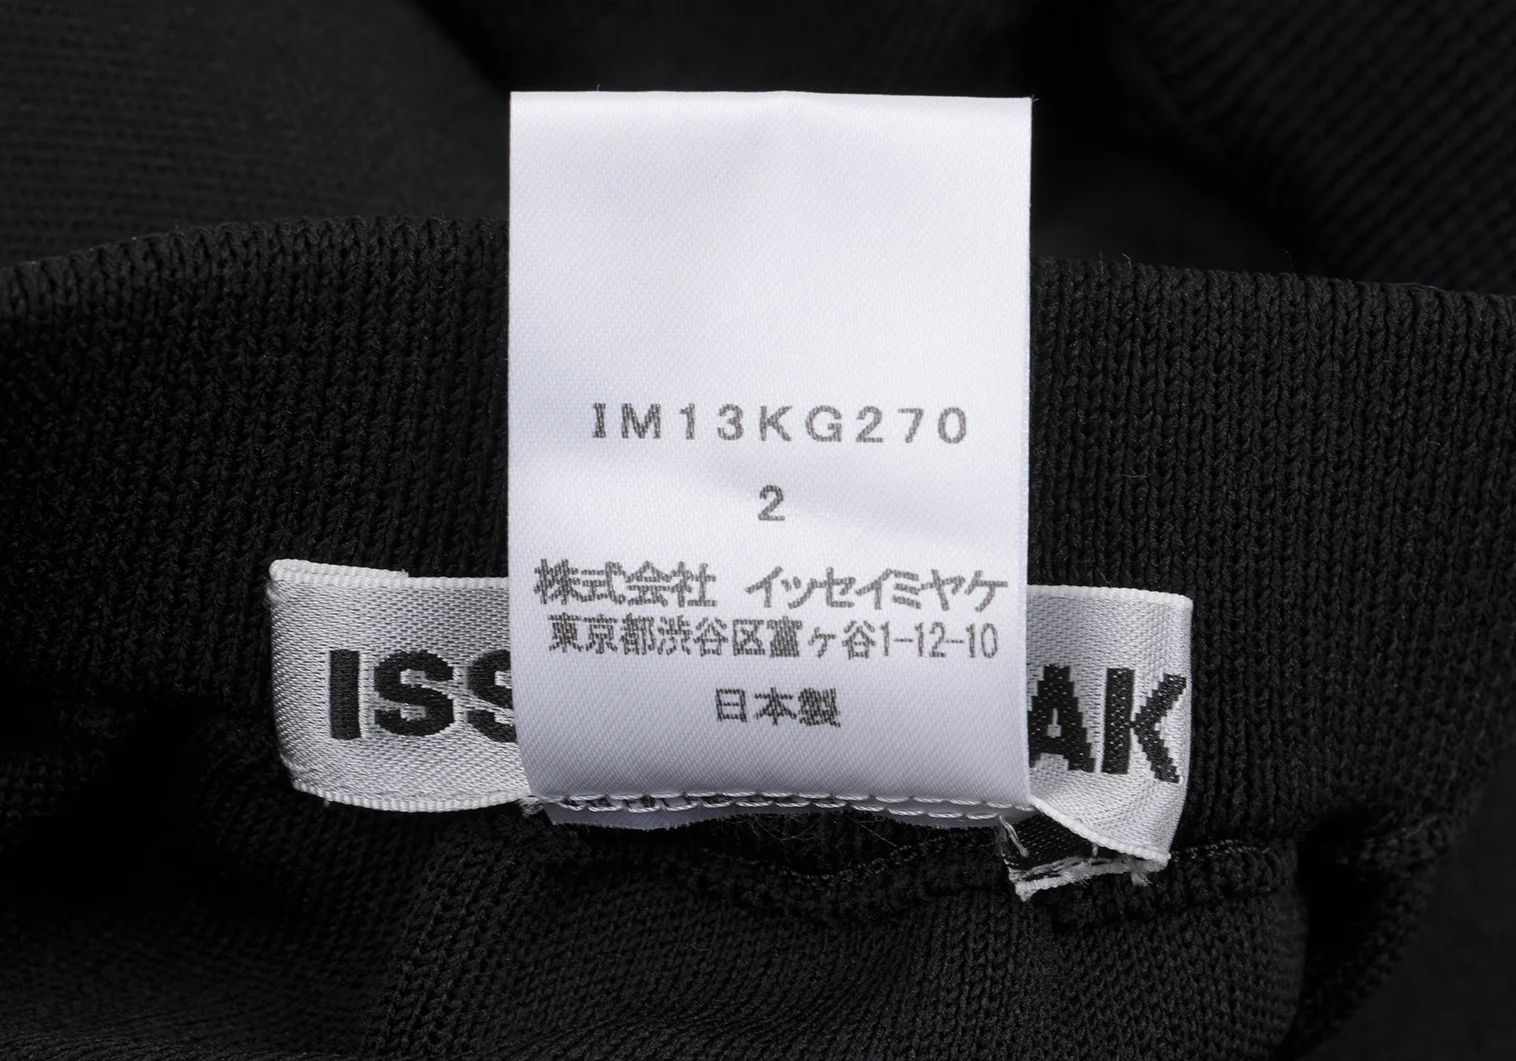 IM13KG270
2
株式会社 イッセイミヤケ
東京都渋谷区富ヶ谷1-12-10
日本製
ISS
AK